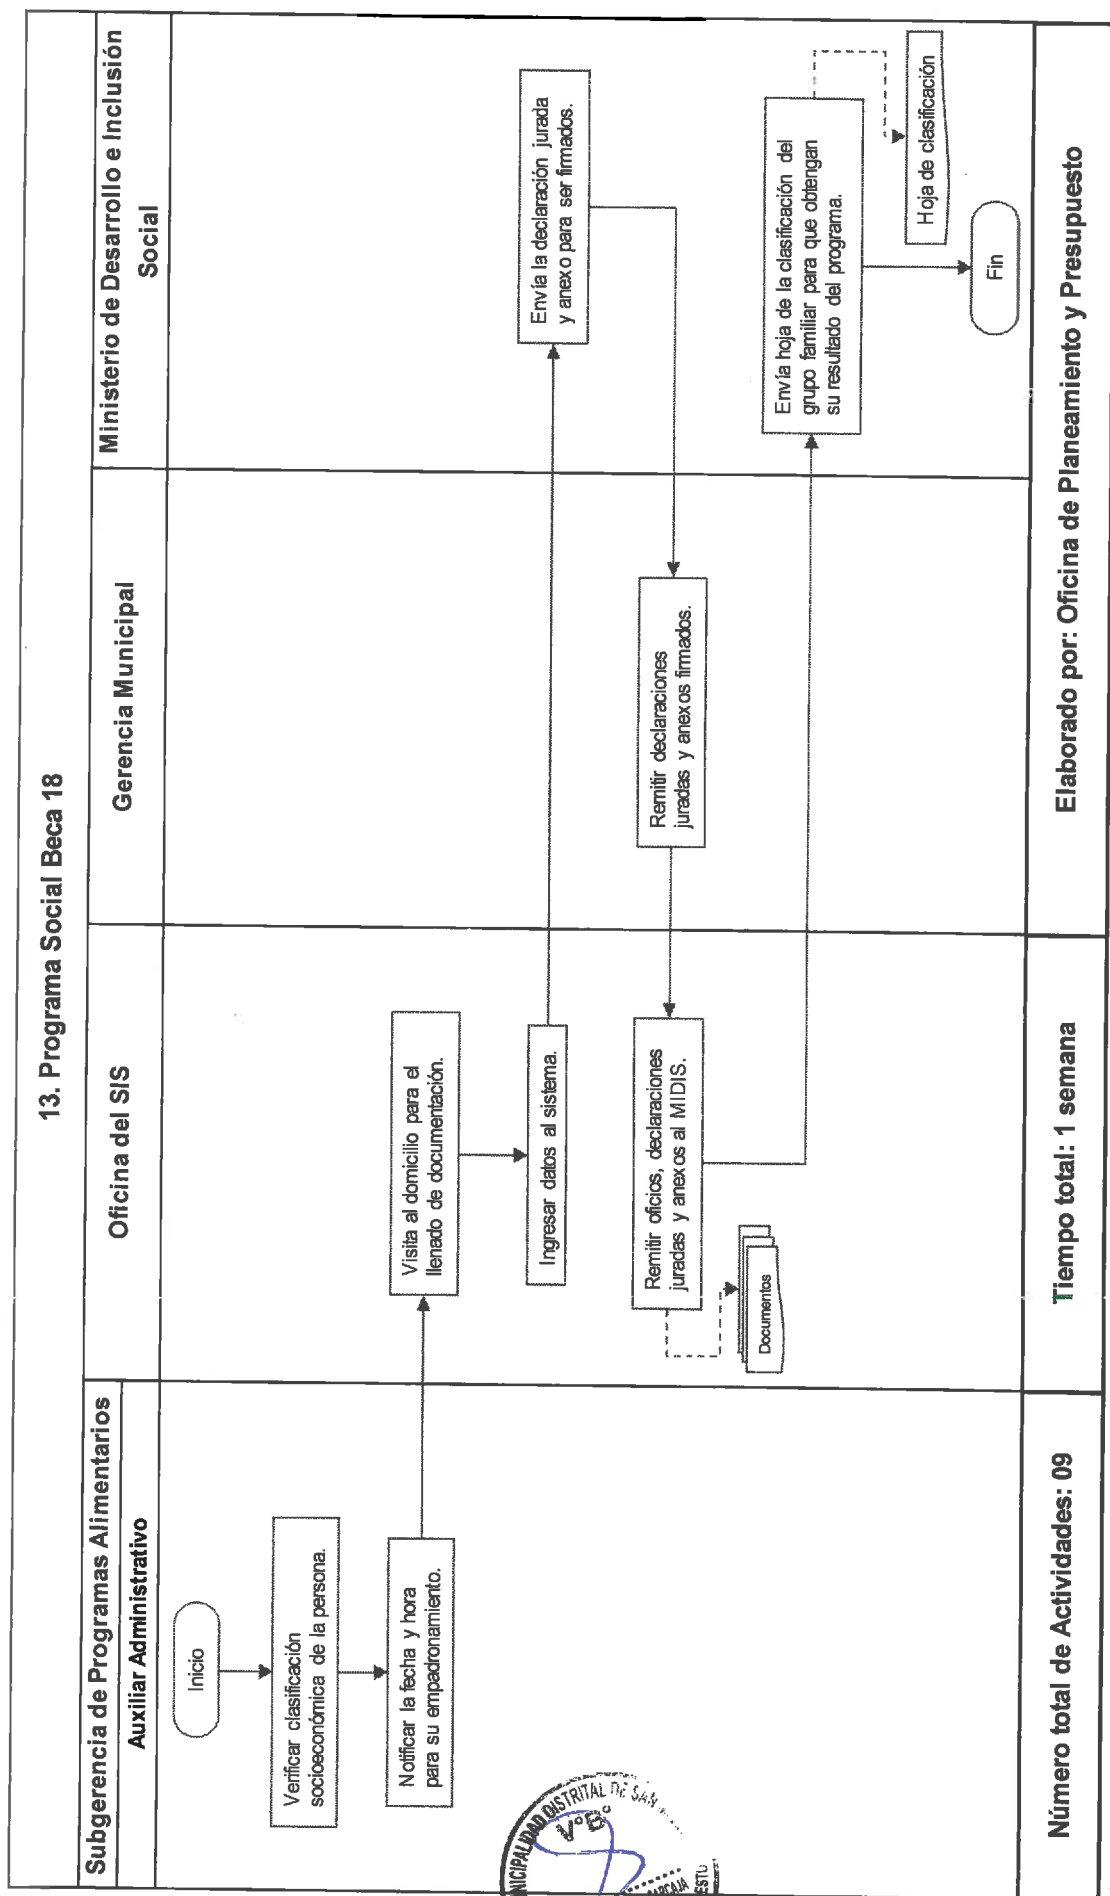 13. Programa Social Beca 18
Subgerencia de Programas Alimentarios
Auxiliar Administrativo
Oficina del SIS
Gerencia Municipal
Ministerio de Desarrollo e Inclusión
Social
Inicio
Verificar clasificación
socioeconómica de la persona.
Notificar la fecha y hora
para su empadronamiento.
Visita al domicilio para el
llenado de documentación.
Ingresar datos al sistema.
Envía la declaración jurada
y anexo para ser firmados.
Remitir declaraciones
juradas y anexos firmados.
Remitir oficios, declaraciones
juradas y anexos al MIDIS.
Documentos
Envía hoja de la clasificación del
grupo familiar para que obtengan
su resultado del programa.
Hoja de clasificación
Fin
NICIPALIDAD DISTRITAL DE SAN
V°B°
Número total de Actividades: 09
Tiempo total: 1 semana
Elaborado por: Oficina de Planeamiento y Presupuesto